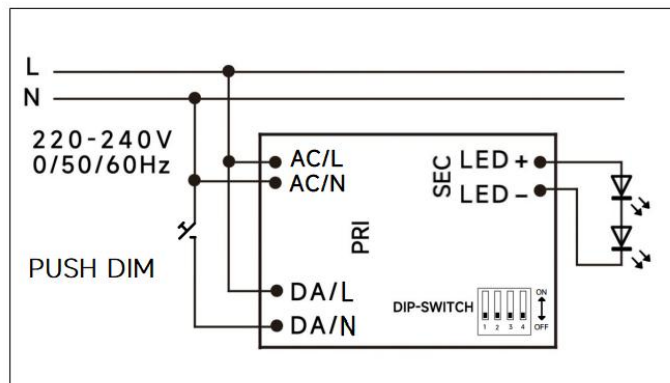 L
N
220-240V
0/50/60Hz
AC/L
AC/N
SEC
LED +
LED -
PRI
PUSH DIM
DA/L
DA/N
DIP-SWITCH
1 2 3 4
ON
OFF